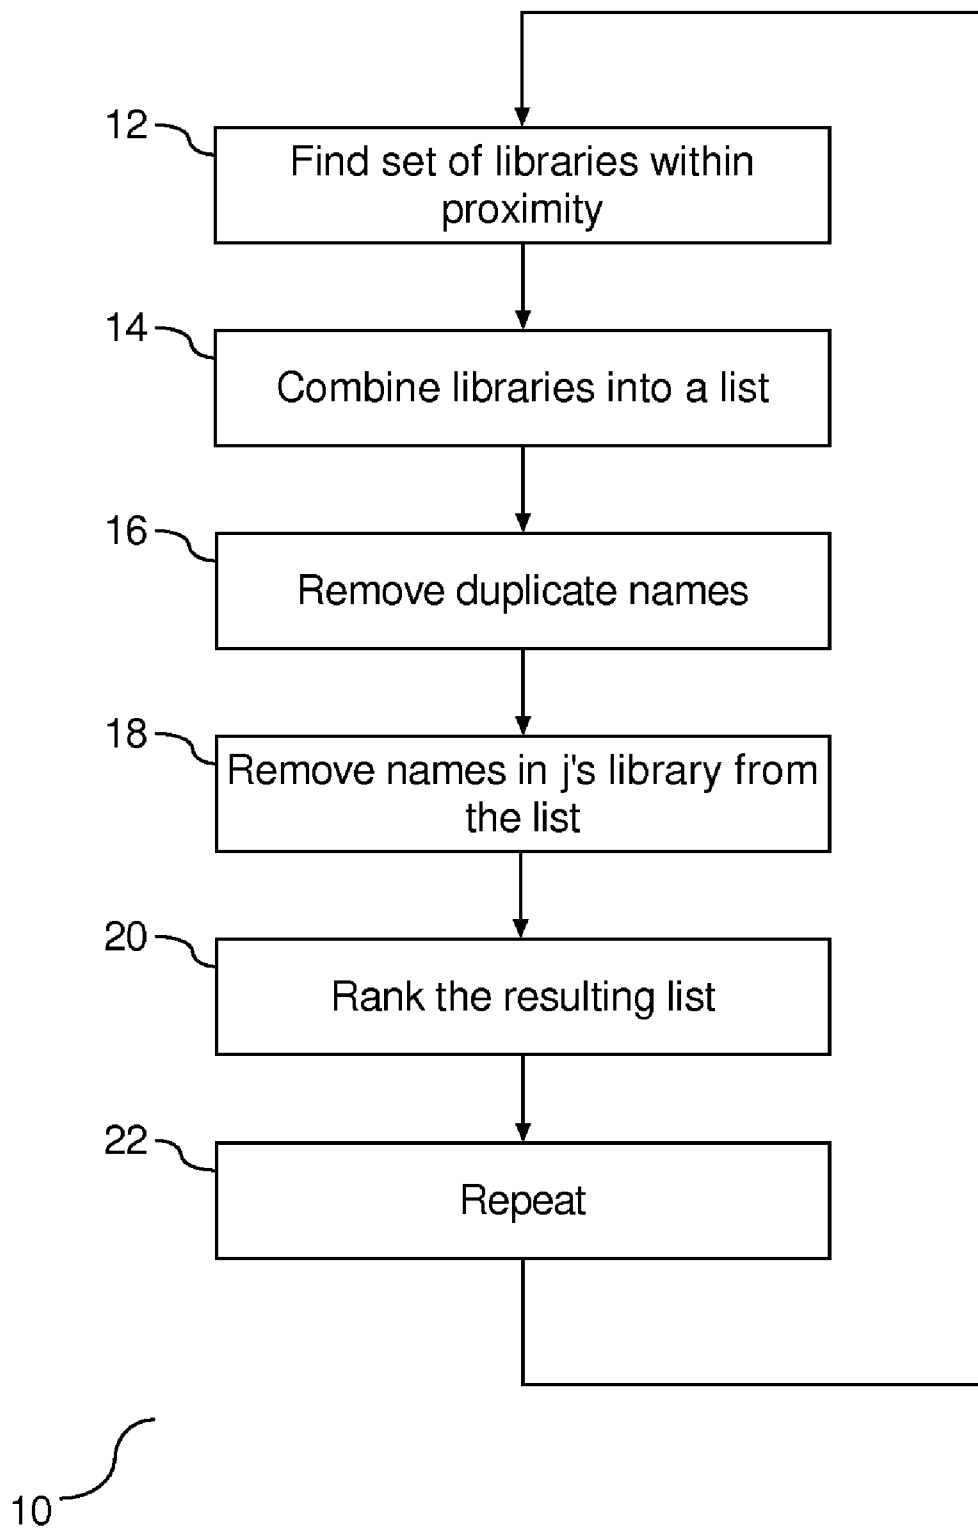 12
Find set of libraries within
proximity
14
Combine libraries into a list
16
Remove duplicate names
18
Remove names in j's library from
the list
20
Rank the resulting list
22
Repeat
10